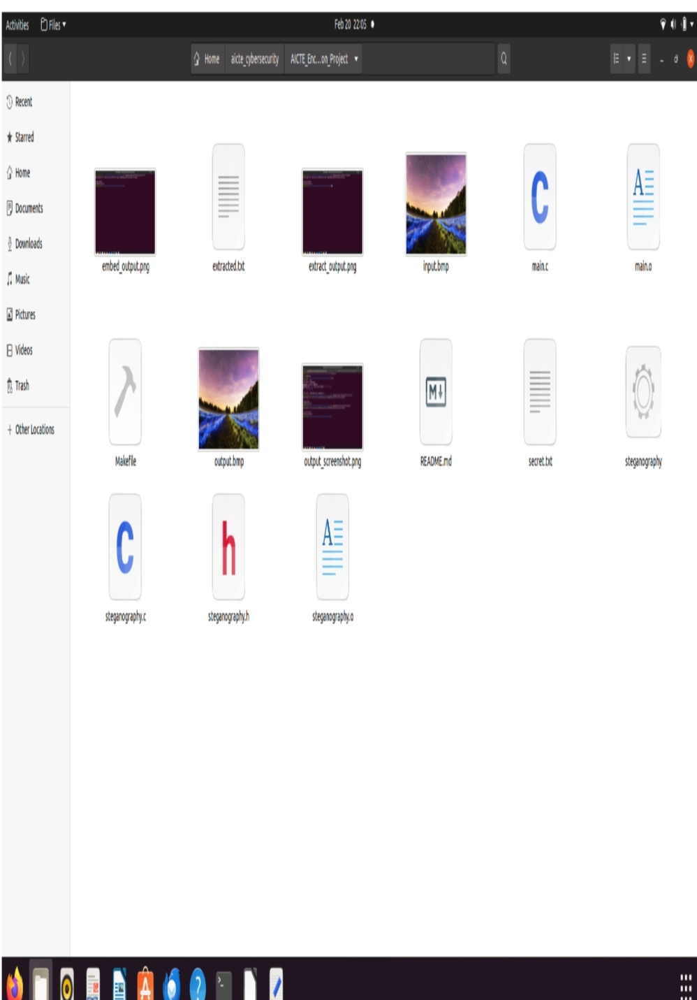 Activities Files Feb 20 22:05
Home aicte_cybersecurity AICTE_Enc...on_Project
Recent
Starred
Home
Documents
Downloads
Music
Pictures
Videos
Trash
+ Other Locations
embed_output.png extracted.txt extract_output.png input.bmp main.c main.o
Makefile output.bmp output_screenshot.png README.md secret.txt steganography
steganography.c steganography.h steganography.o